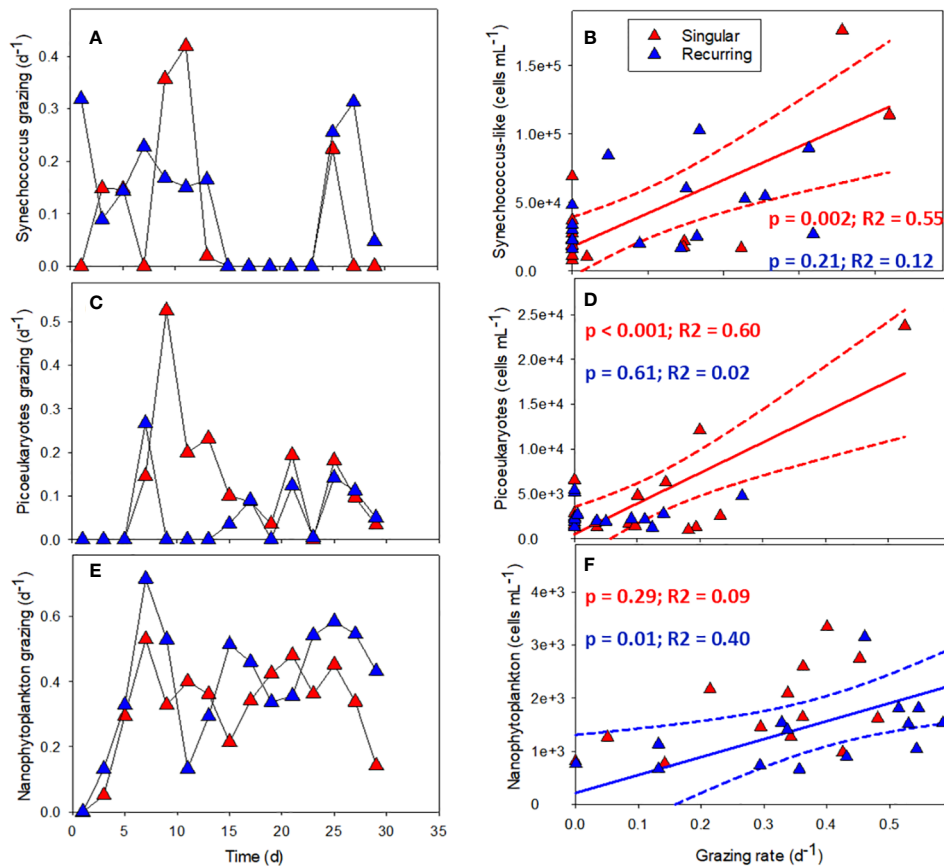 A
Synechococcus grazing (d-1)
0.4
0.3
0.2
0.1
0.0
B
Singular
Recurring
Synechococcus-like (cells mL-1)
1.5e+5
1.0e+5
5.0e+4
0.0
p = 0.002; R2 = 0.55
p = 0.21; R2 = 0.12
C
Picoeukaryotes grazing (d-1)
0.5
0.4
0.3
0.2
0.1
0.0
D
Picoeukaryotes (cells mL-1)
2.5e+4
2.0e+4
1.5e+4
1.0e+4
5.0e+3
0.0
p < 0.001; R2 = 0.60
p = 0.61; R2 = 0.02
E
Nanophytoplankton grazing (d-1)
0.6
0.4
0.2
0.0
0 5 10 15 20 25 30 35
Time (d)
F
Nanophytoplankton (cells mL-1)
4e+3
3e+3
2e+3
1e+3
0
p = 0.29; R2 = 0.09
p = 0.01; R2 = 0.40
0.0 0.1 0.2 0.3 0.4 0.5
Grazing rate (d-1)